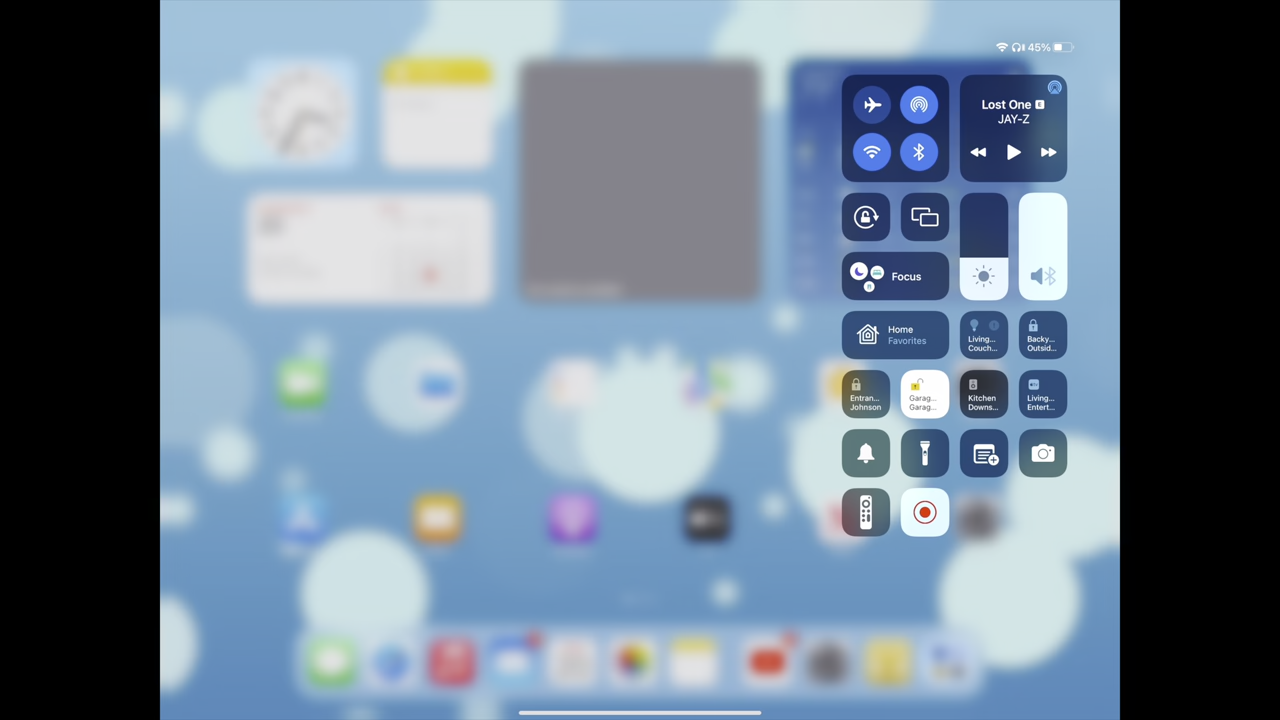 45%
Lost One E
JAY-Z
Focus
Home
Favorites
Living...
Couch...
Backy...
Outsid...
Entran...
Johnson
Garag...
Garag...
Kitchen
Downs...
Living...
Entert...